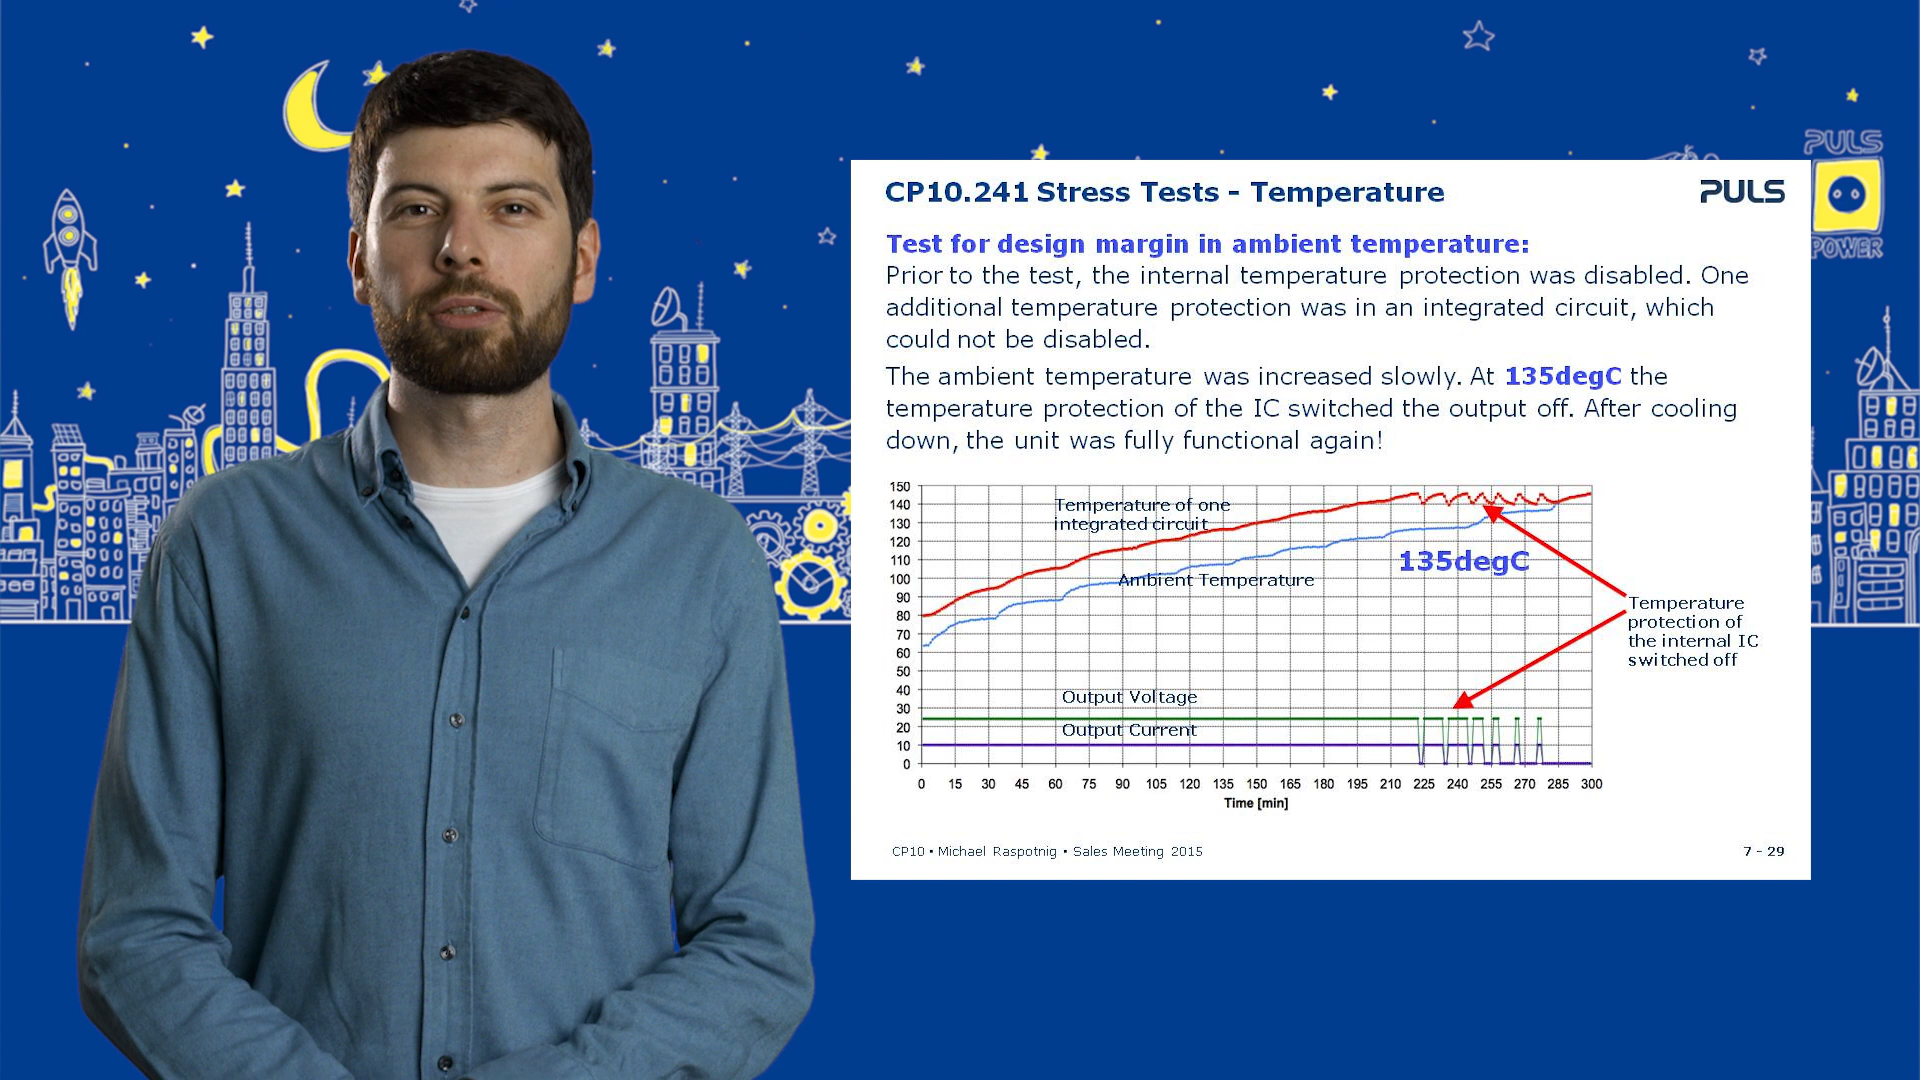 PULS
POWER
CP10.241 Stress Tests - Temperature
PULS
Test for design margin in ambient temperature:
Prior to the test, the internal temperature protection was disabled. One
additional temperature protection was in an integrated circuit, which
could not be disabled.
The ambient temperature was increased slowly. At 135degC the
temperature protection of the IC switched the output off. After cooling
down, the unit was fully functional again!
150
140
130
120
110
100
90
80
70
60
50
40
30
20
10
0
Temperature of one
integrated circuit
135degC
Ambient Temperature
Temperature
protection of
the internal IC
switched off
Output Voltage
Output Current
0 15 30 45 60 75 90 105 120 135 150 165 180 195 210 225 240 255 270 285 300
Time [min]
CP10 • Michael Raspotnig • Sales Meeting 2015
7 - 29